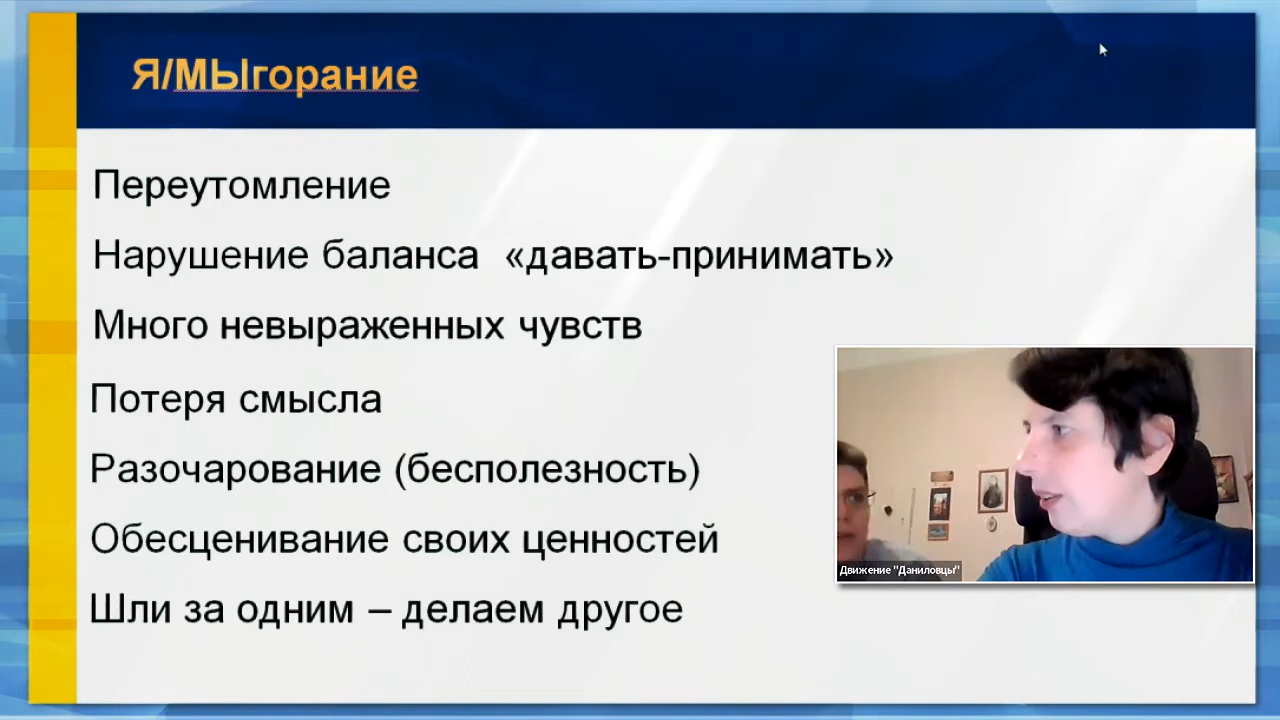 Я/МЫгорание
Переутомление
Нарушение баланса «давать-принимать»
Много невыраженных чувств
Потеря смысла
Разочарование (бесполезность)
Обесценивание своих ценностей
Шли за одним – делаем другое
Движение "Даниловцы"